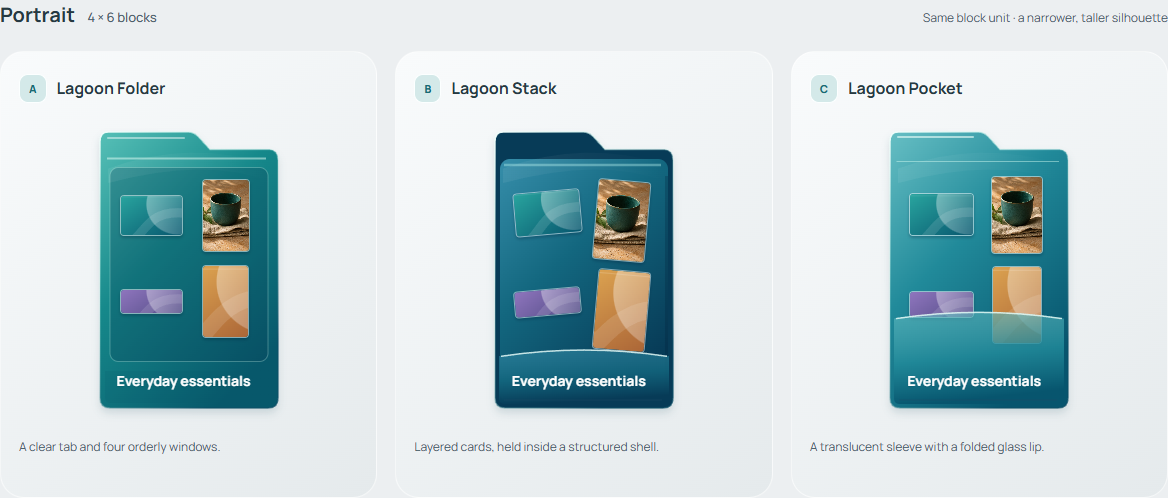 Portrait 4 × 6 blocks
Same block unit · a narrower, taller silhouette
A Lagoon Folder
Everyday essentials
A clear tab and four orderly windows.
B Lagoon Stack
Everyday essentials
Layered cards, held inside a structured shell.
C Lagoon Pocket
Everyday essentials
A translucent sleeve with a folded glass lip.